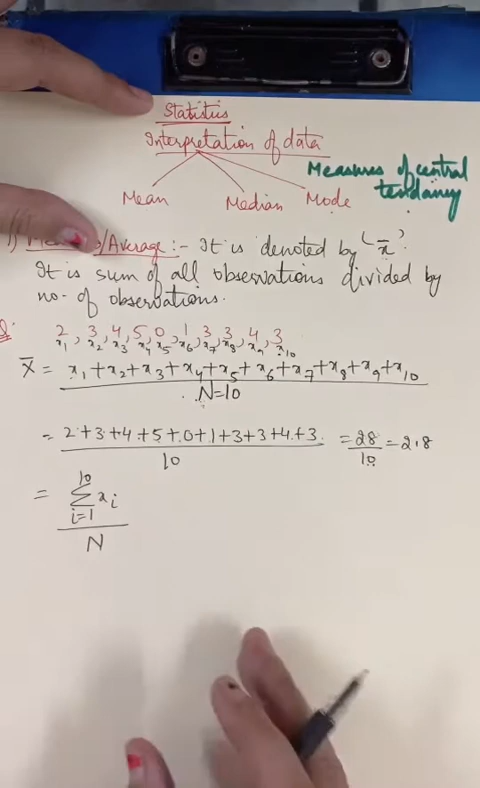 Statistics
Interpretation of data
Measures of central
tendancy
Mean Median Mode
1) /Average :- It is denoted by (x̄)
It is sum of all observations divided by
no. of observations.
2, 3, 4, 5, 0, 1, 3, 3, 4, 3
x₁, x₂, x₃, x₄, x₅, x₆, x₇, x₈, x₉, x₁₀
X̄ = x₁+x₂+x₃+x₄+x₅+x₆+x₇+x₈+x₉+x₁₀
N=10
= 2+3+4+5+0+1+3+3+4+3 = 28 = 2.8
10 10
= 10
Σ xᵢ
i=1
N